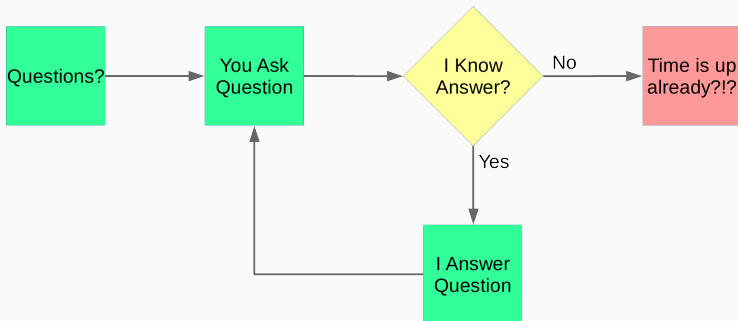 Questions?
You Ask
Question
I Know
Answer?
No
Time is up
already?!?
Yes
I Answer
Question